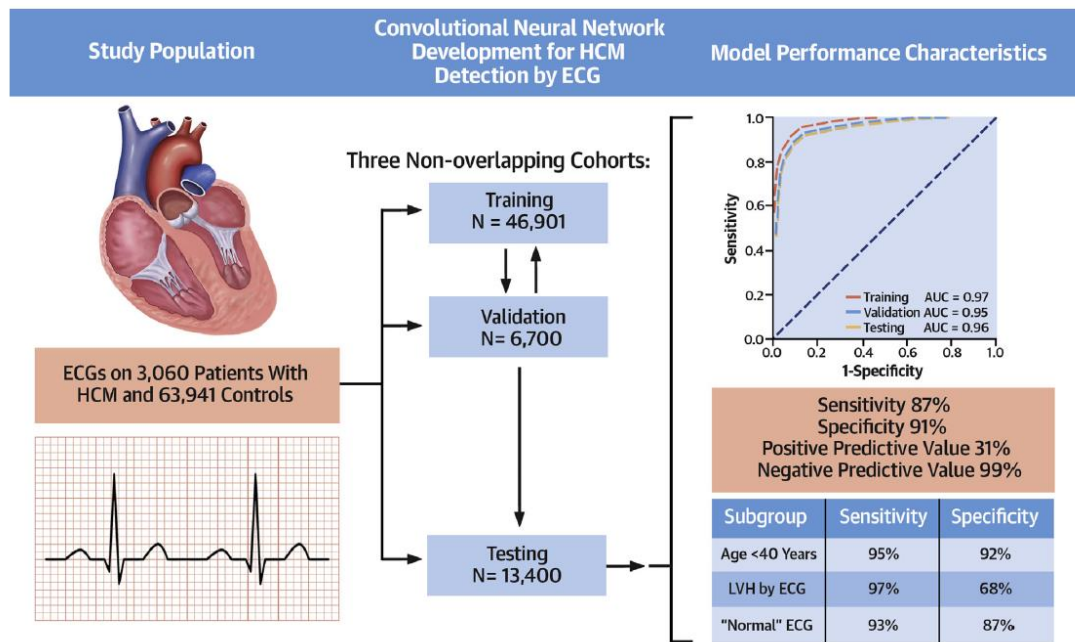 Study Population
Convolutional Neural Network
Development for HCM
Detection by ECG
Model Performance Characteristics
ECGs on 3,060 Patients With
HCM and 63,941 Controls
Three Non-overlapping Cohorts:
Training
N = 46,901
Validation
N= 6,700
Testing
N= 13,400
Sensitivity
1.0
0.8
0.6
0.4
0.2
0.0
0.0 0.2 0.4 0.6 0.8 1.0
1-Specificity
Training AUC = 0.97
Validation AUC = 0.95
Testing AUC = 0.96
Sensitivity 87%
Specificity 91%
Positive Predictive Value 31%
Negative Predictive Value 99%
Subgroup Sensitivity Specificity
Age <40 Years 95% 92%
LVH by ECG 97% 68%
"Normal" ECG 93% 87%